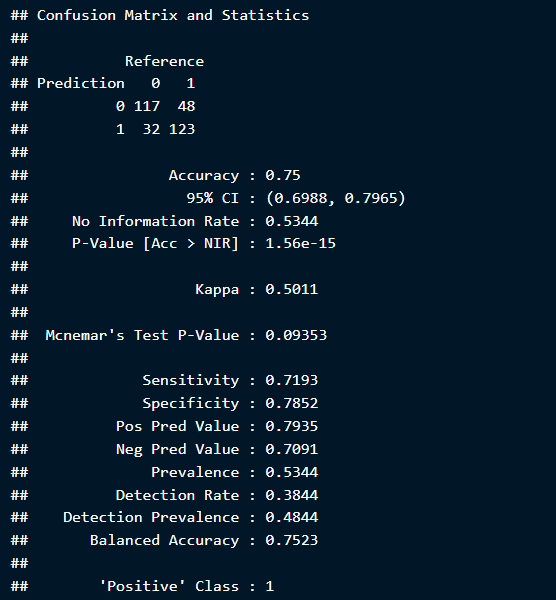 ## Confusion Matrix and Statistics
##
##           Reference
## Prediction   0   1
##          0 117  48
##          1  32 123
##
##                Accuracy : 0.75
##                  95% CI : (0.6988, 0.7965)
##     No Information Rate : 0.5344
##     P-Value [Acc > NIR] : 1.56e-15
##
##                   Kappa : 0.5011
##
##  Mcnemar's Test P-Value : 0.09353
##
##             Sensitivity : 0.7193
##             Specificity : 0.7852
##          Pos Pred Value : 0.7935
##          Neg Pred Value : 0.7091
##              Prevalence : 0.5344
##          Detection Rate : 0.3844
##    Detection Prevalence : 0.4844
##       Balanced Accuracy : 0.7523
##
##        'Positive' Class : 1